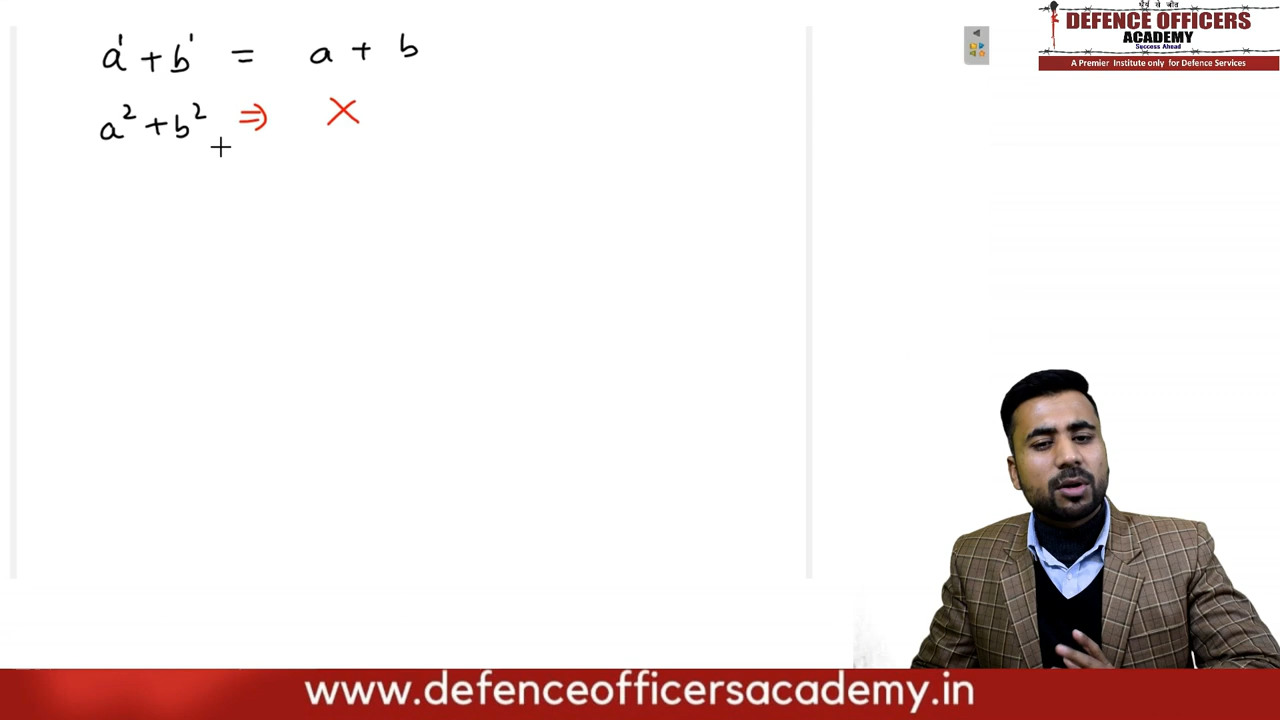 a¹ + b¹ = a + b
a² + b² ⇒ ×
धैर्य से जीत
DEFENCE OFFICERS
ACADEMY
Success Ahead
A Premier Institute only for Defence Services
www.defenceofficersacademy.in